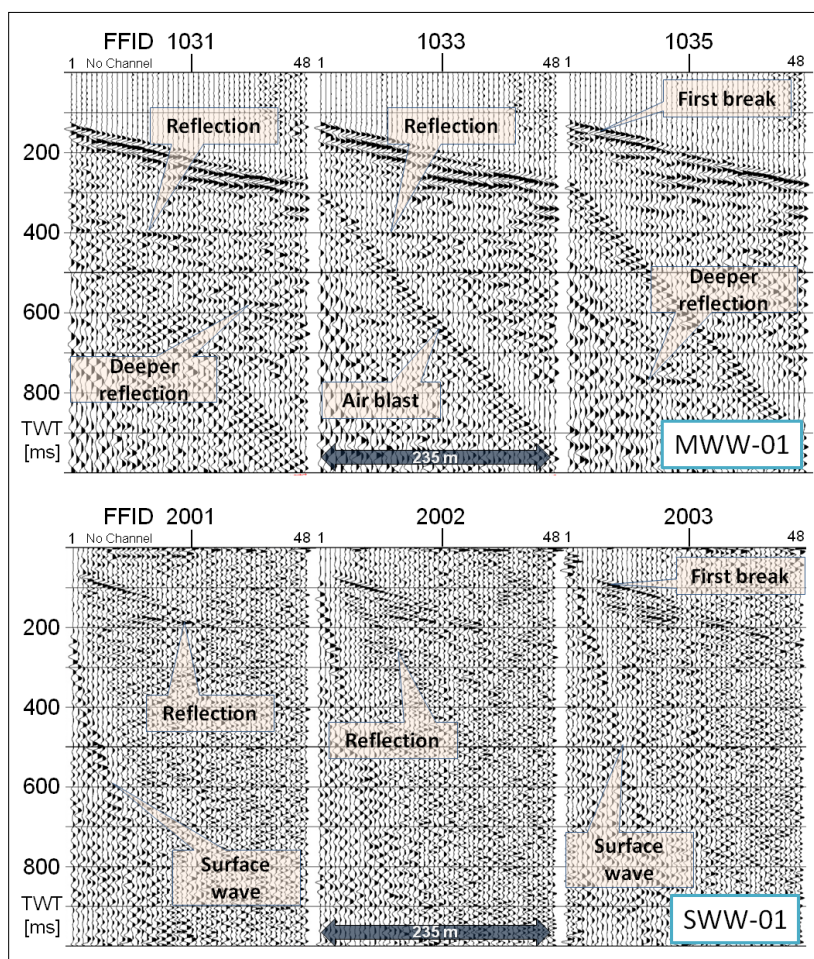 FFID 1031 1033 1035
1 No Channel 48 1 48 1 48
First break
Reflection Reflection
200
400
Deeper
reflection
600
Deeper
reflection
800
Air blast
TWT
[ms]
MWW-01
235 m
FFID 2001 2002 2003
1 No Channel 48 1 48 1 48
First break
200
Reflection
400
Reflection
600
Surface
wave
800
Surface
wave
TWT
[ms]
SWW-01
235 m